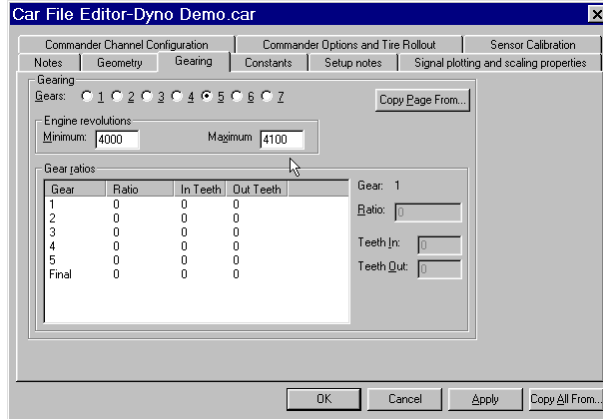 Car File Editor-Dyno Demo.car
Commander Channel Configuration Commander Options and Tire Rollout Sensor Calibration
Notes Geometry Gearing Constants Setup notes Signal plotting and scaling properties
Gearing
Gears: 1 2 3 4 5 6 7 Copy Page From...
Engine revolutions
Minimum: 4000 Maximum 4100
Gear ratios
Gear Ratio In Teeth Out Teeth Gear: 1
1 0 0 0
2 0 0 0 Ratio: 0
3 0 0 0
4 0 0 0 Teeth In: 0
5 0 0 0
Final 0 0 0 Teeth Out: 0
OK Cancel Apply Copy All From...